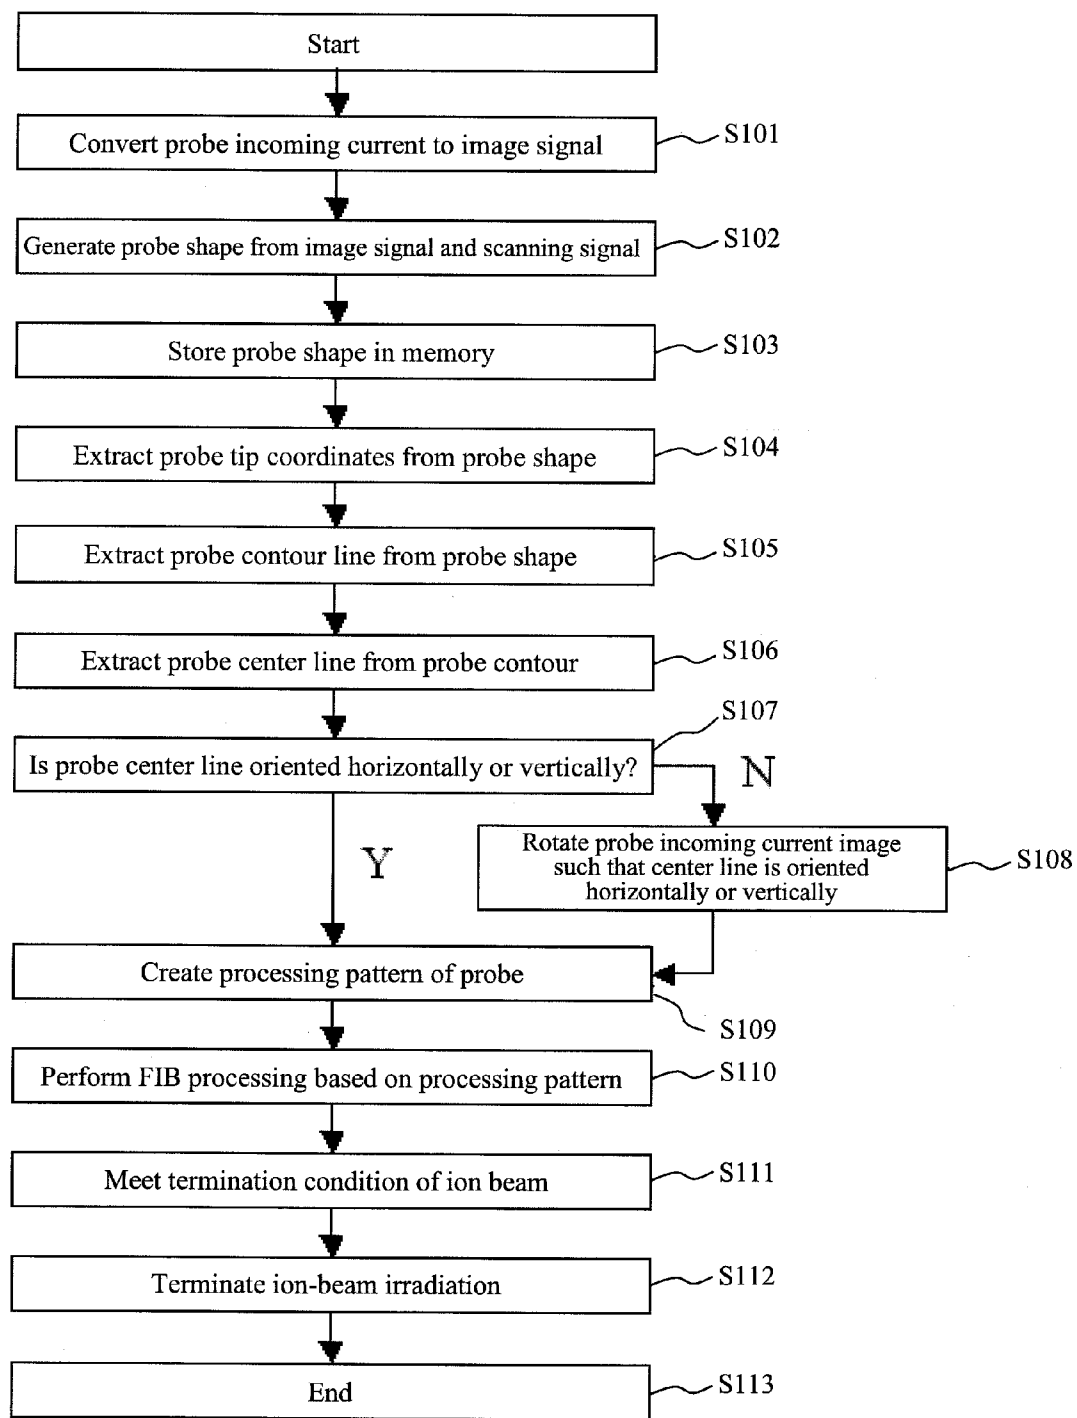 Start
Convert probe incoming current to image signal
S101
Generate probe shape from image signal and scanning signal
S102
Store probe shape in memory
S103
Extract probe tip coordinates from probe shape
S104
Extract probe contour line from probe shape
S105
Extract probe center line from probe contour
S106
S107
Is probe center line oriented horizontally or vertically?
N
Rotate probe incoming current image
such that center line is oriented
horizontally or vertically
S108
Y
Create processing pattern of probe
S109
Perform FIB processing based on processing pattern
S110
Meet termination condition of ion beam
S111
Terminate ion-beam irradiation
S112
End
S113